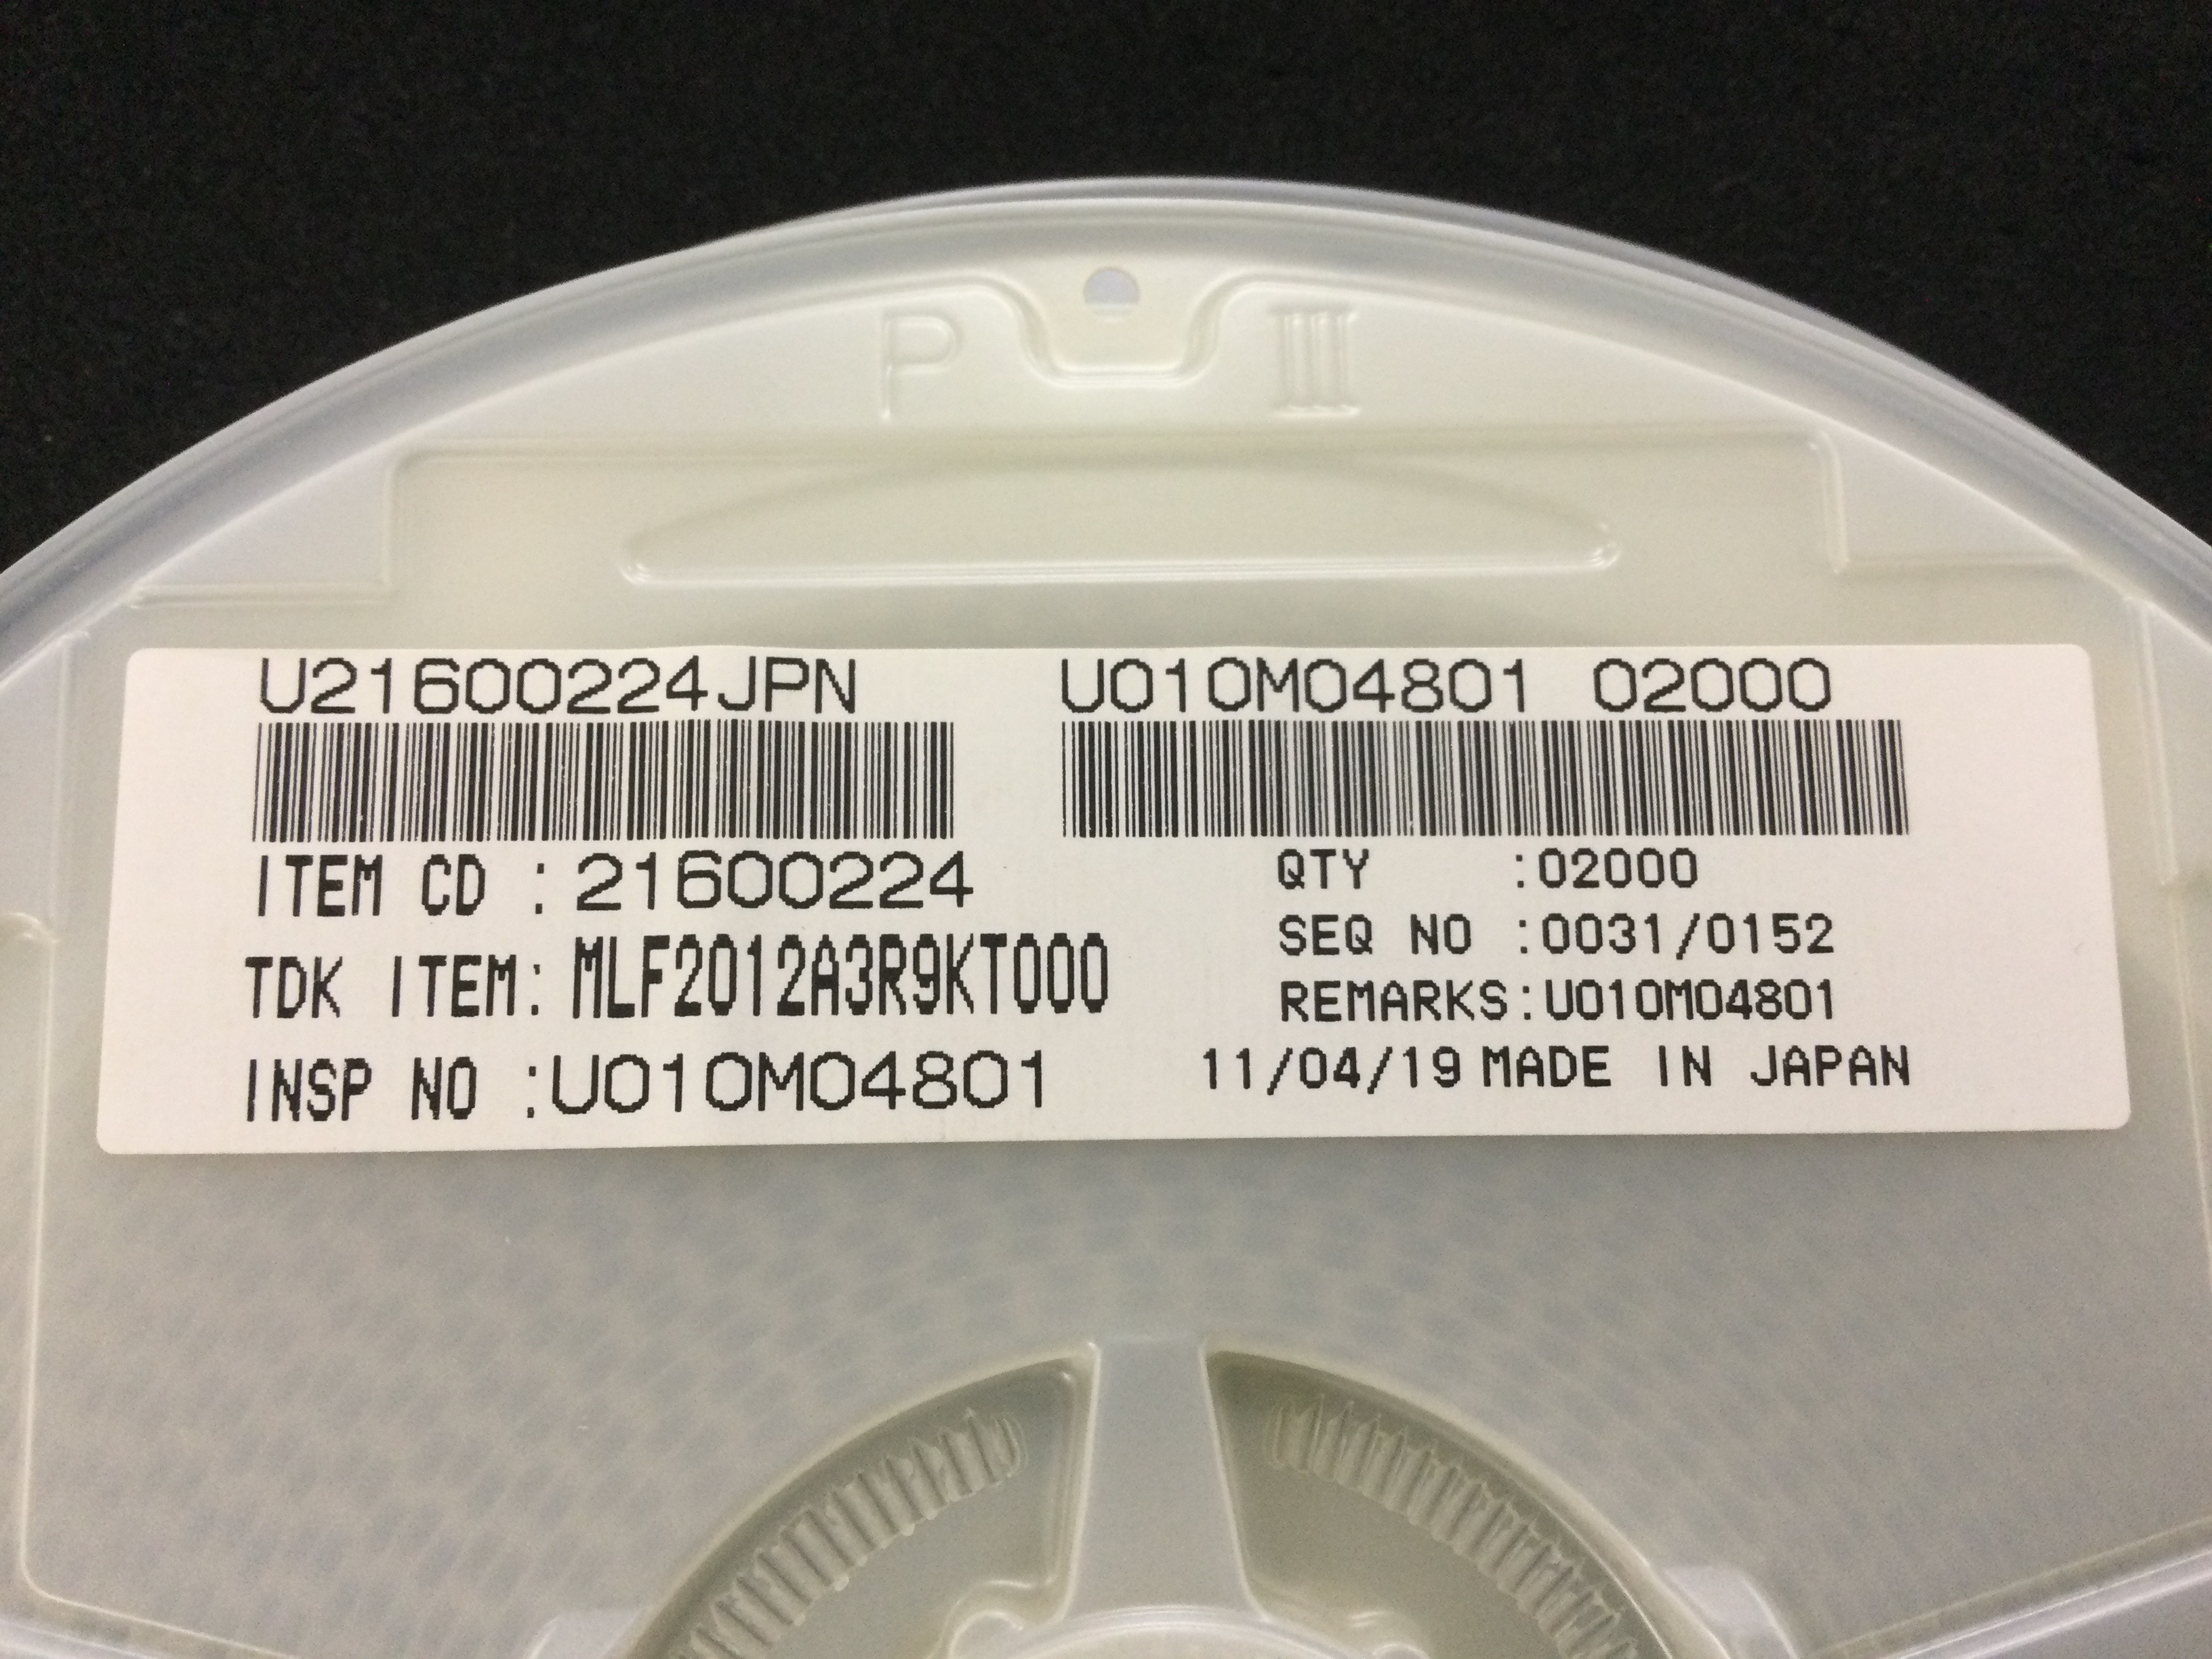 P III
U21600224JPN U010M04801 02000
ITEM CD : 21600224 QTY :02000
SEQ NO :0031/0152
TDK ITEM: MLF2012A3R9KT000 REMARKS:U010M04801
INSP NO :U010M04801 11/04/19 MADE IN JAPAN